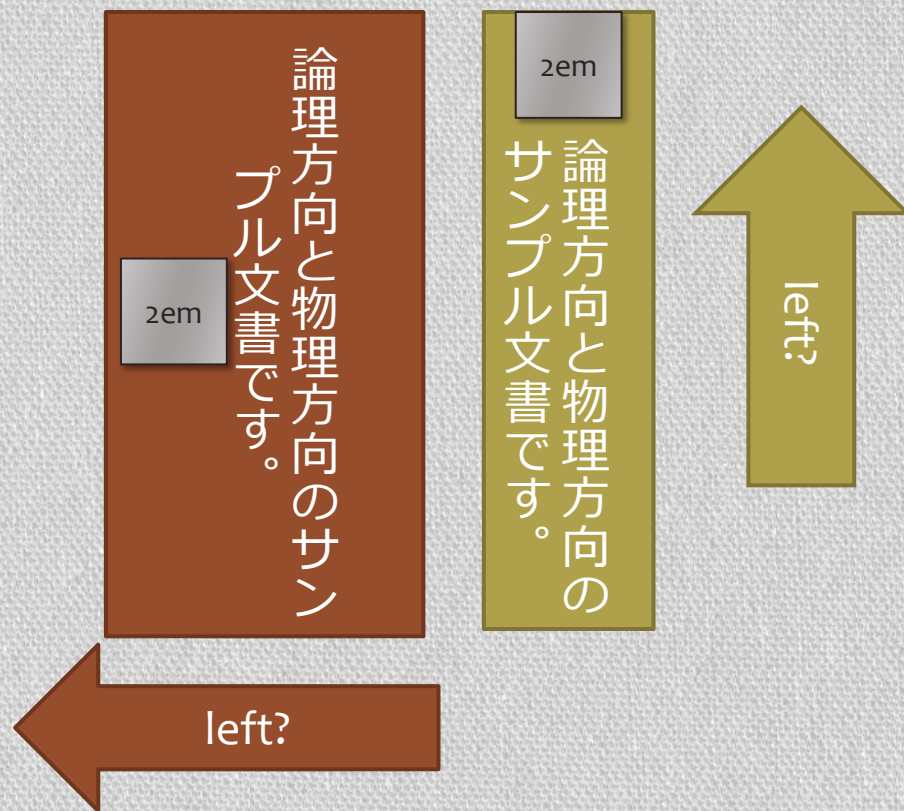 論理方向と物理方向のサン
プル文書です。
2em
2em
論理方向と物理方向の
サンプル文書です。
left?
left?